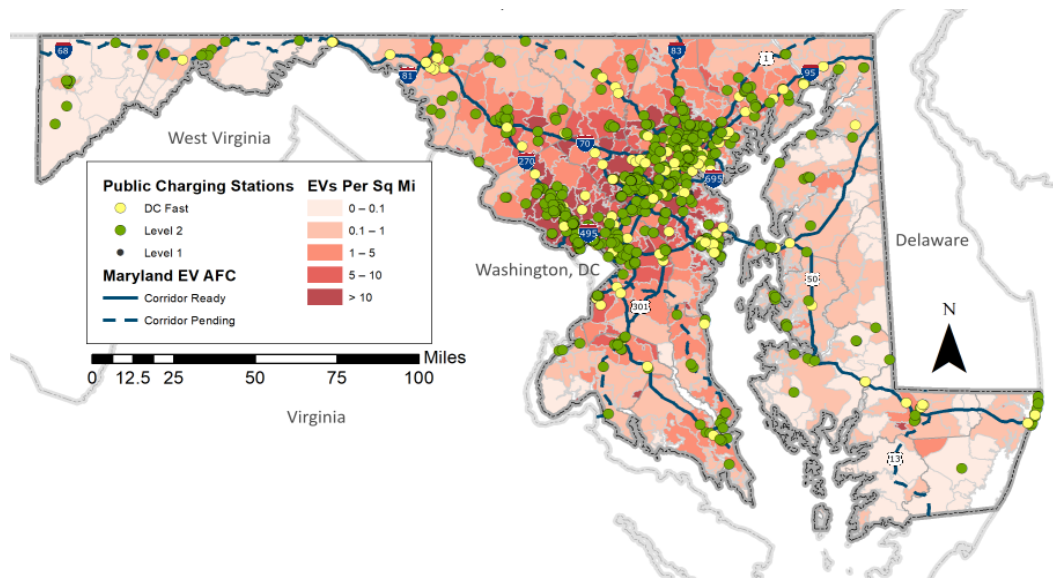 68
81
83
1
95
70
270
695
495
West Virginia
Public Charging Stations
DC Fast
Level 2
Level 1
Maryland EV AFC
Corridor Ready
Corridor Pending
EVs Per Sq Mi
0 – 0.1
0.1 – 1
1 – 5
5 – 10
> 10
Washington, DC
Delaware
50
301
N
Miles
0 12.5 25 50 75 100
Virginia
13